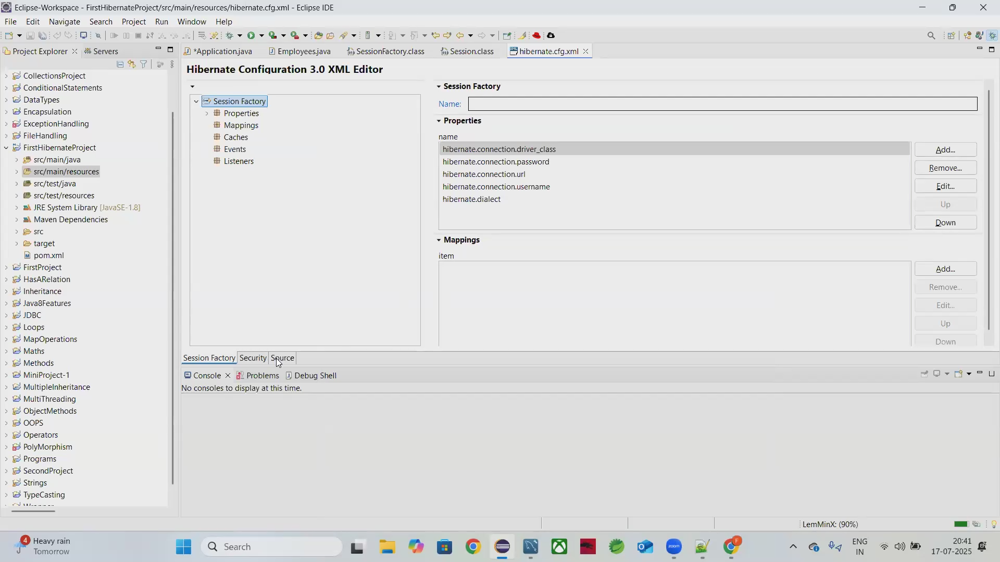 Eclipse-Workspace - FirstHibernateProject/src/main/resources/hibernate.cfg.xml - Eclipse IDE
File Edit Navigate Search Project Run Window Help
Project Explorer Servers
*Application.java Employees.java SessionFactory.class Session.class hibernate.cfg.xml
CollectionsProject
ConditionalStatements
DataTypes
Encapsulation
ExceptionHandling
FileHandling
FirstHibernateProject
src/main/java
src/main/resources
src/test/java
src/test/resources
JRE System Library [JavaSE-1.8]
Maven Dependencies
src
target
pom.xml
FirstProject
HasARelation
Inheritance
Java8Features
JDBC
Loops
MapOperations
Maths
Methods
MiniProject-1
MultipleInheritance
MultiThreading
ObjectMethods
OOPS
Operators
PolyMorphism
Programs
SecondProject
Strings
TypeCasting
Hibernate Configuration 3.0 XML Editor
Session Factory
Properties
Mappings
Caches
Events
Listeners
Session Factory
Name:
Properties
name
hibernate.connection.driver_class
hibernate.connection.password
hibernate.connection.url
hibernate.connection.username
hibernate.dialect
Add...
Remove...
Edit...
Up
Down
Mappings
item
Add...
Remove...
Edit...
Up
Down
Session Factory Security Source
Console Problems Debug Shell
No consoles to display at this time.
LemMinX: (90%)
4
Heavy rain
Tomorrow
Search
zoom
F
ENG
IN
20:41
17-07-2025